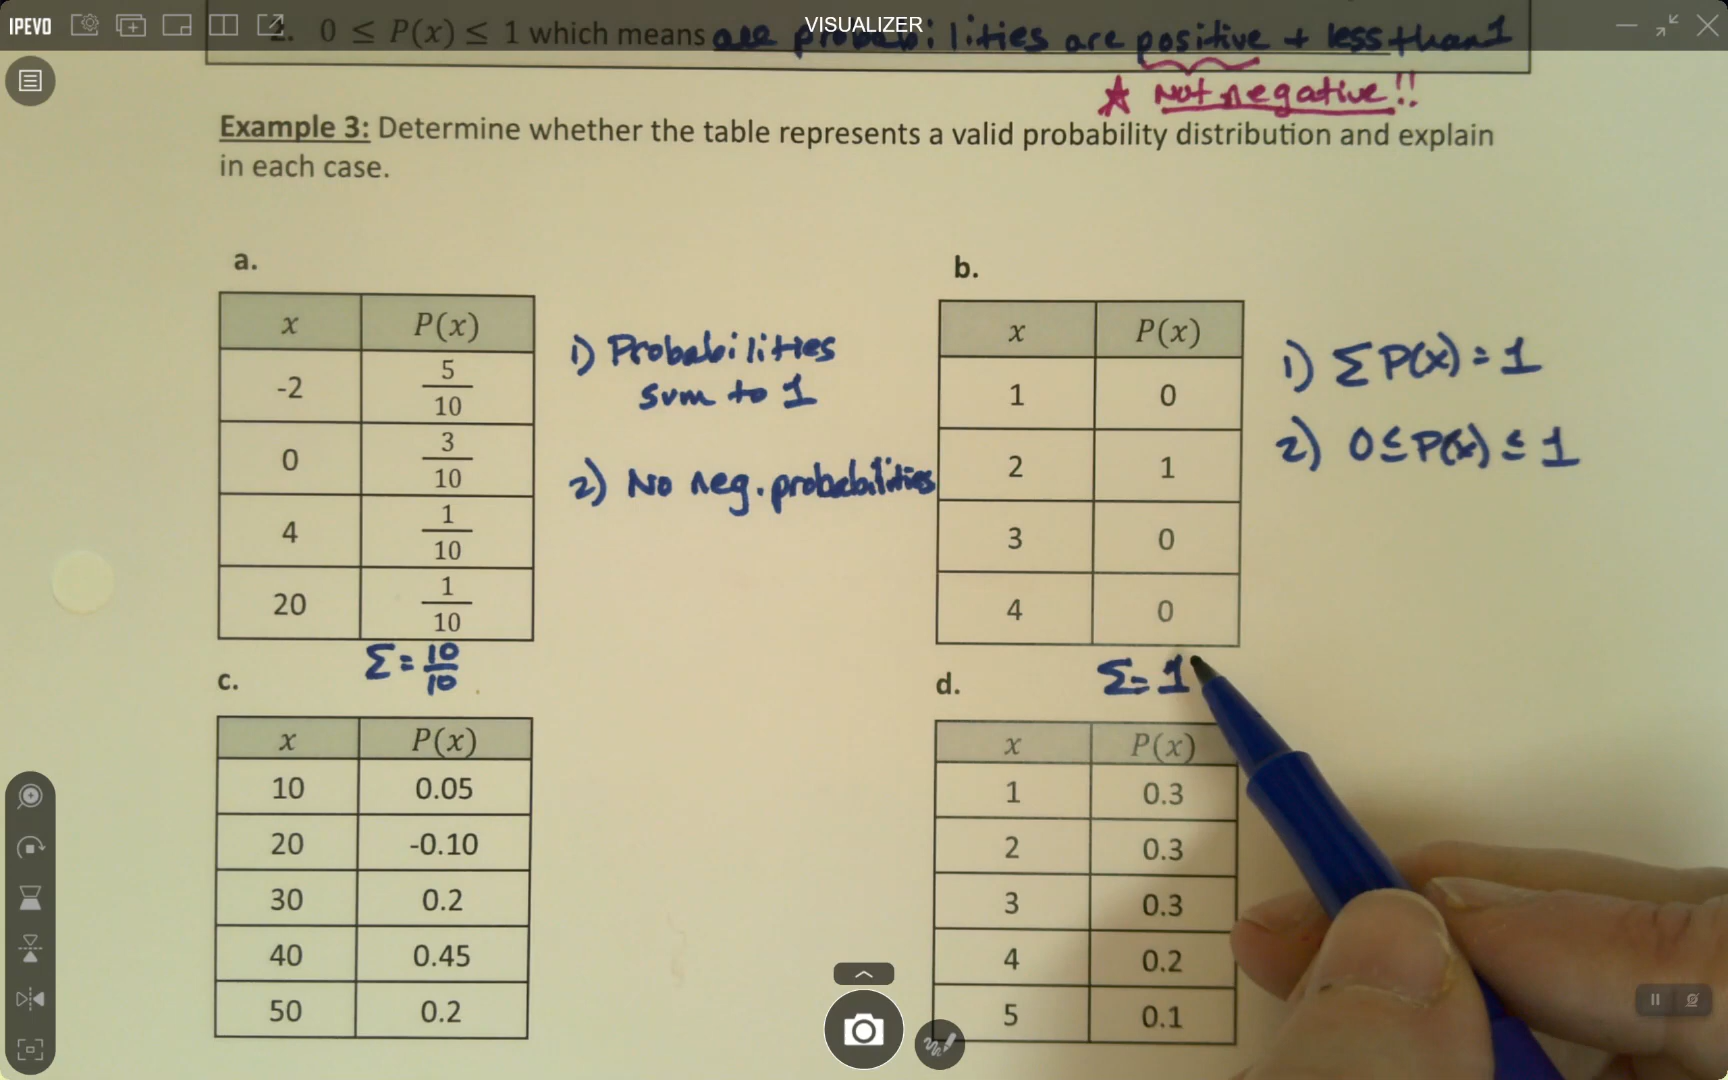 IPEVO
VISUALIZER
2. 0 ≤ P(x) ≤ 1 which means are probabilities are positive + less than 1
☆ Not negative!!
Example 3: Determine whether the table represents a valid probability distribution and explain
in each case.
a.
x P(x)
-2 5/10
0 3/10
4 1/10
20 1/10
Σ = 10/10
1) Probabilities
sum to 1
2) No neg. probabilities
b.
x P(x)
1 0
2 1
3 0
4 0
Σ = 1
1) Σ P(x) = 1
2) 0 ≤ P(x) ≤ 1
c.
x P(x)
10 0.05
20 -0.10
30 0.2
40 0.45
50 0.2
d.
x P(x)
1 0.3
2 0.3
3 0.3
4 0.2
5 0.1